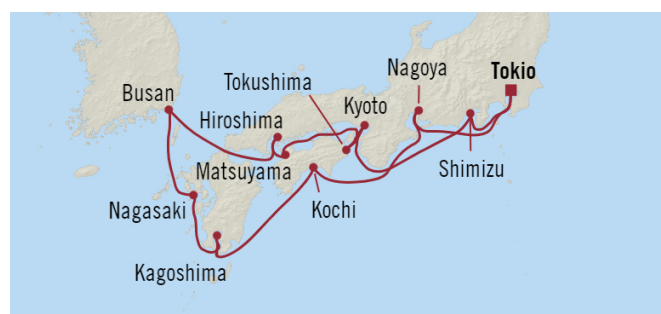 Nagoya
Tokio
Tokushima
Kyoto
Busan
Hiroshima
Matsuyama
Shimizu
Nagasaki
Kochi
Kagoshima